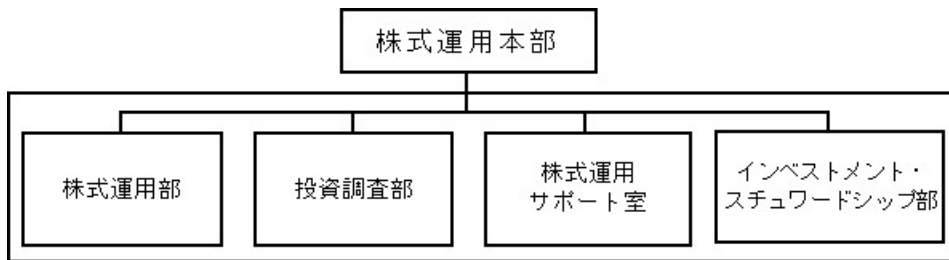 株式運用本部
株式運用部
投資調査部
株式運用
サポート室
インベストメント・
スチュワードシップ部